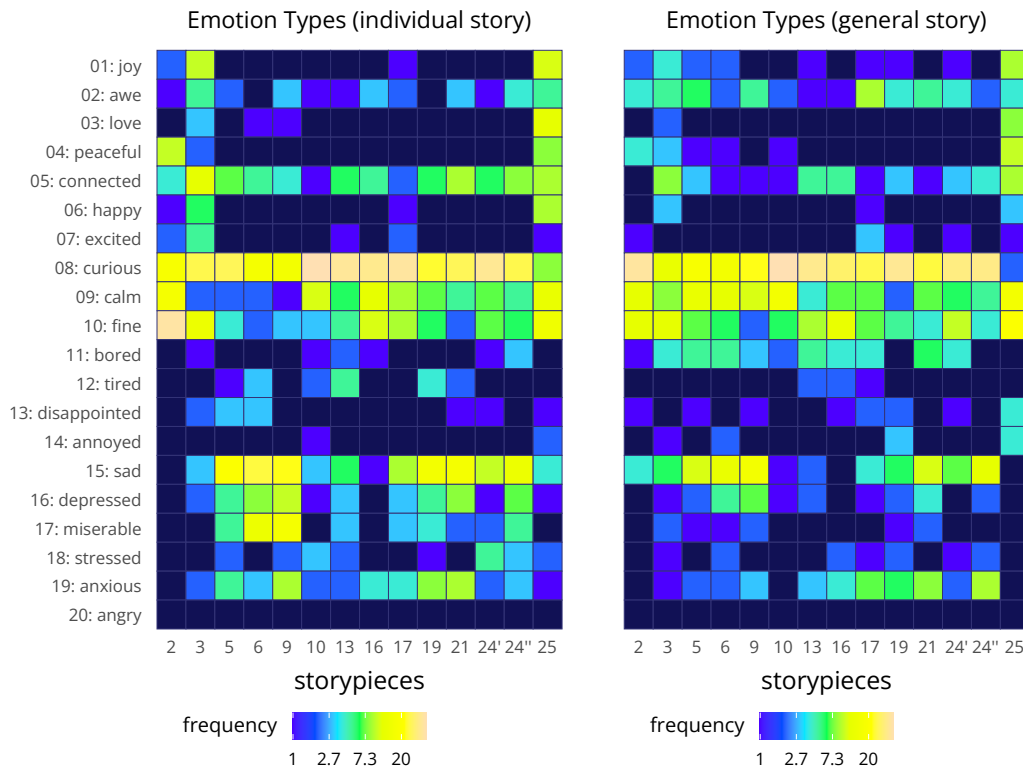 Emotion Types (individual story) Emotion Types (general story)
01: joy
02: awe
03: love
04: peaceful
05: connected
06: happy
07: excited
08: curious
09: calm
10: fine
11: bored
12: tired
13: disappointed
14: annoyed
15: sad
16: depressed
17: miserable
18: stressed
19: anxious
20: angry
2 3 5 6 9 10 13 16 17 19 21 24' 24" 25 2 3 5 6 9 10 13 16 17 19 21 24' 24" 25
storypieces storypieces
frequency frequency
1 2.7 7.3 20 1 2.7 7.3 20